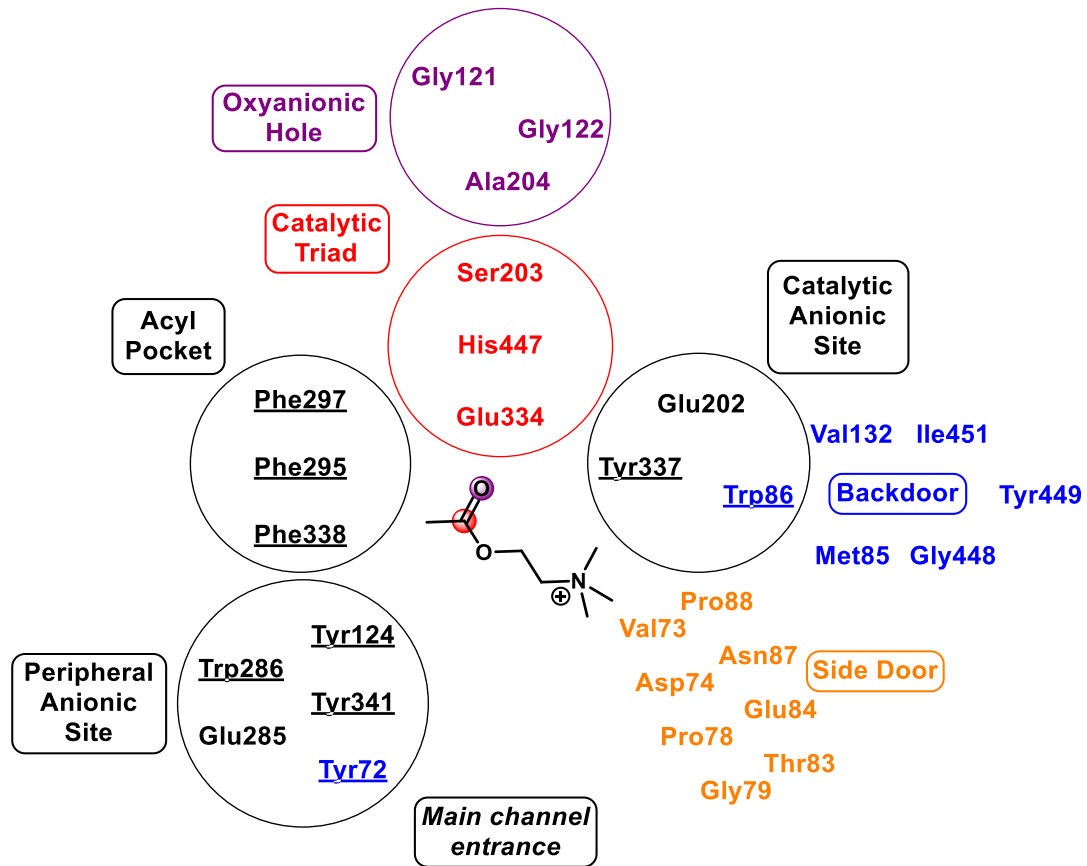 Gly121
Oxyanionic
Hole
Gly122
Ala204
Catalytic
Triad
Ser203
His447
Glu334
Catalytic
Anionic
Site
Acyl
Pocket
Phe297
Phe295
Phe338
Glu202
Tyr337
Trp86
Val132 Ile451
Backdoor
Tyr449
Met85 Gly448
O
O
N
+
Pro88
Val73
Asn87
Asp74
Side Door
Glu84
Pro78
Thr83
Gly79
Peripheral
Anionic
Site
Tyr124
Trp286
Tyr341
Glu285
Tyr72
Main channel
entrance